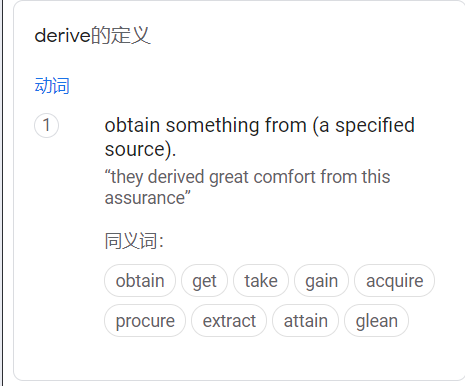 derive的定义
动词
1 obtain something from (a specified
source).
“they derived great comfort from this
assurance”
同义词：
obtain get take gain acquire
procure extract attain glean